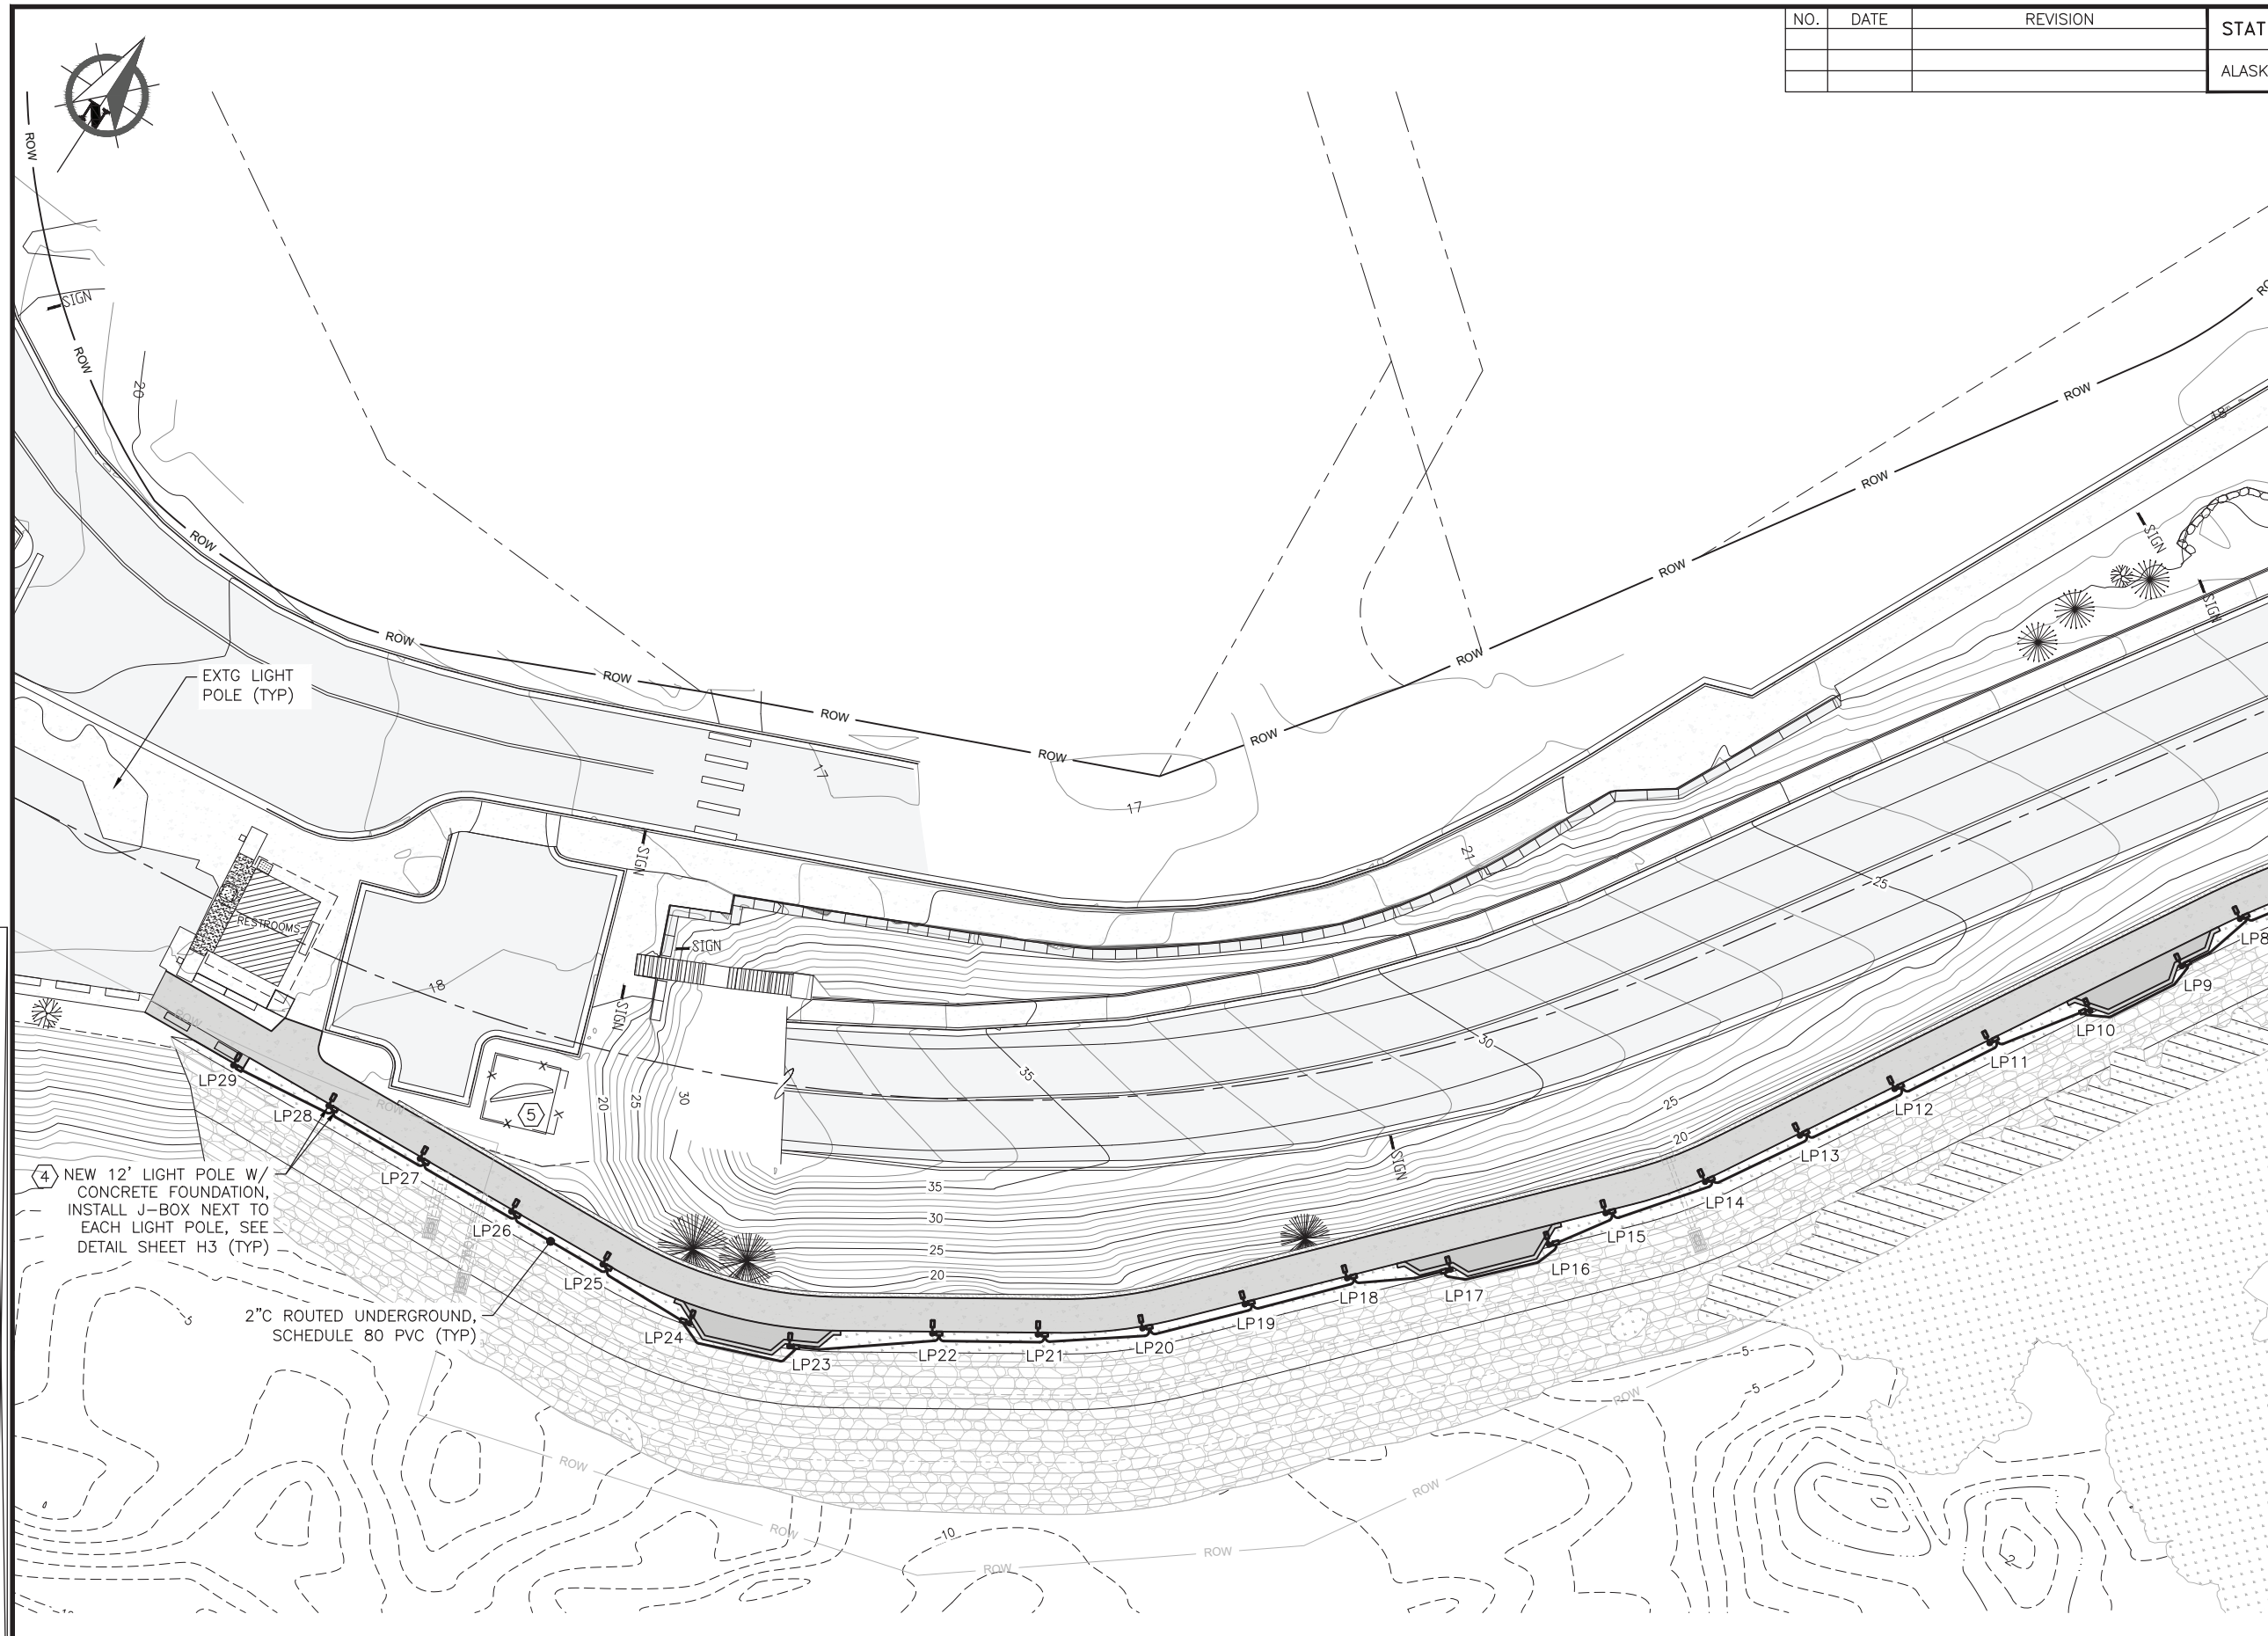 NO. DATE REVISION
STAT
ALASK
N
ROW
SIGN
ROW
20
ROW
18
ROW
ROW
ROW
SIGN
SIGN
ROW
ROW
EXTG LIGHT
POLE (TYP)
ROW
ROW
ROW
ROW
17
17
SIGN
21
25
RESTROOMS
SIGN
18
SIGN
LP8
LP9
LP10
LP11
LP12
LP13
LP14
LP15
LP16
LP17
LP18
LP19
LP20
LP21
LP22
LP23
LP24
LP25
LP26
LP27
LP28
LP29
ROW
ROW
5
20
25
30
35
30
25
20
SIGN
35
30
25
20
4 NEW 12' LIGHT POLE W/
CONCRETE FOUNDATION,
INSTALL J-BOX NEXT TO
EACH LIGHT POLE, SEE
DETAIL SHEET H3 (TYP)
2"C ROUTED UNDERGROUND,
SCHEDULE 80 PVC (TYP)
-5
-5
-5
ROW
ROW
ROW
ROW
ROW
ROW
-10
-2